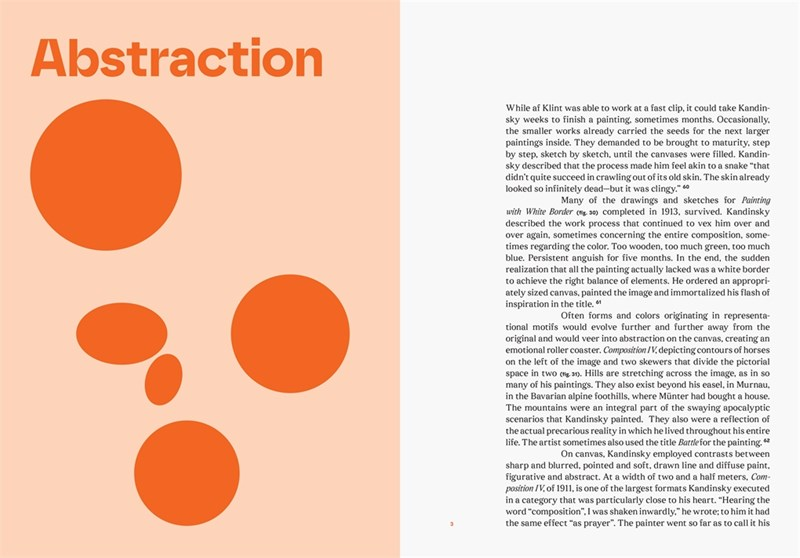 Abstraction
While af Klint was able to work at a fast clip, it could take Kandin-
sky weeks to finish a painting, sometimes months. Occasionally,
the smaller works already carried the seeds for the next larger
paintings inside. They demanded to be brought to maturity, step
by step, sketch by sketch, until the canvases were filled. Kandin-
sky described that the process made him feel akin to a snake “that
didn’t quite succeed in crawling out of its old skin. The skin already
looked so infinitely dead—but it was clingy.” 60
Many of the drawings and sketches for Painting
with White Border (fig. 30) completed in 1913, survived. Kandinsky
described the work process that continued to vex him over and
over again, sometimes concerning the entire composition, some-
times regarding the color. Too wooden, too much green, too much
blue. Persistent anguish for five months. In the end, the sudden
realization that all the painting actually lacked was a white border
to achieve the right balance of elements. He ordered an appropri-
ately sized canvas, painted the image and immortalized his flash of
inspiration in the title. 61
Often forms and colors originating in representa-
tional motifs would evolve further and further away from the
original and would veer into abstraction on the canvas, creating an
emotional roller coaster. Composition IV, depicting contours of horses
on the left of the image and two skewers that divide the pictorial
space in two (fig. 31). Hills are stretching across the image, as in so
many of his paintings. They also exist beyond his easel, in Murnau,
in the Bavarian alpine foothills, where Münter had bought a house.
The mountains were an integral part of the swaying apocalyptic
scenarios that Kandinsky painted. They also were a reflection of
the actual precarious reality in which he lived throughout his entire
life. The artist sometimes also used the title Battle for the painting. 62
On canvas, Kandinsky employed contrasts between
sharp and blurred, pointed and soft, drawn line and diffuse paint,
figurative and abstract. At a width of two and a half meters, Com-
position IV, of 1911, is one of the largest formats Kandinsky executed
in a category that was particularly close to his heart. “Hearing the
word “composition”, I was shaken inwardly,” he wrote; to him it had
the same effect “as prayer”. The painter went so far as to call it his
3